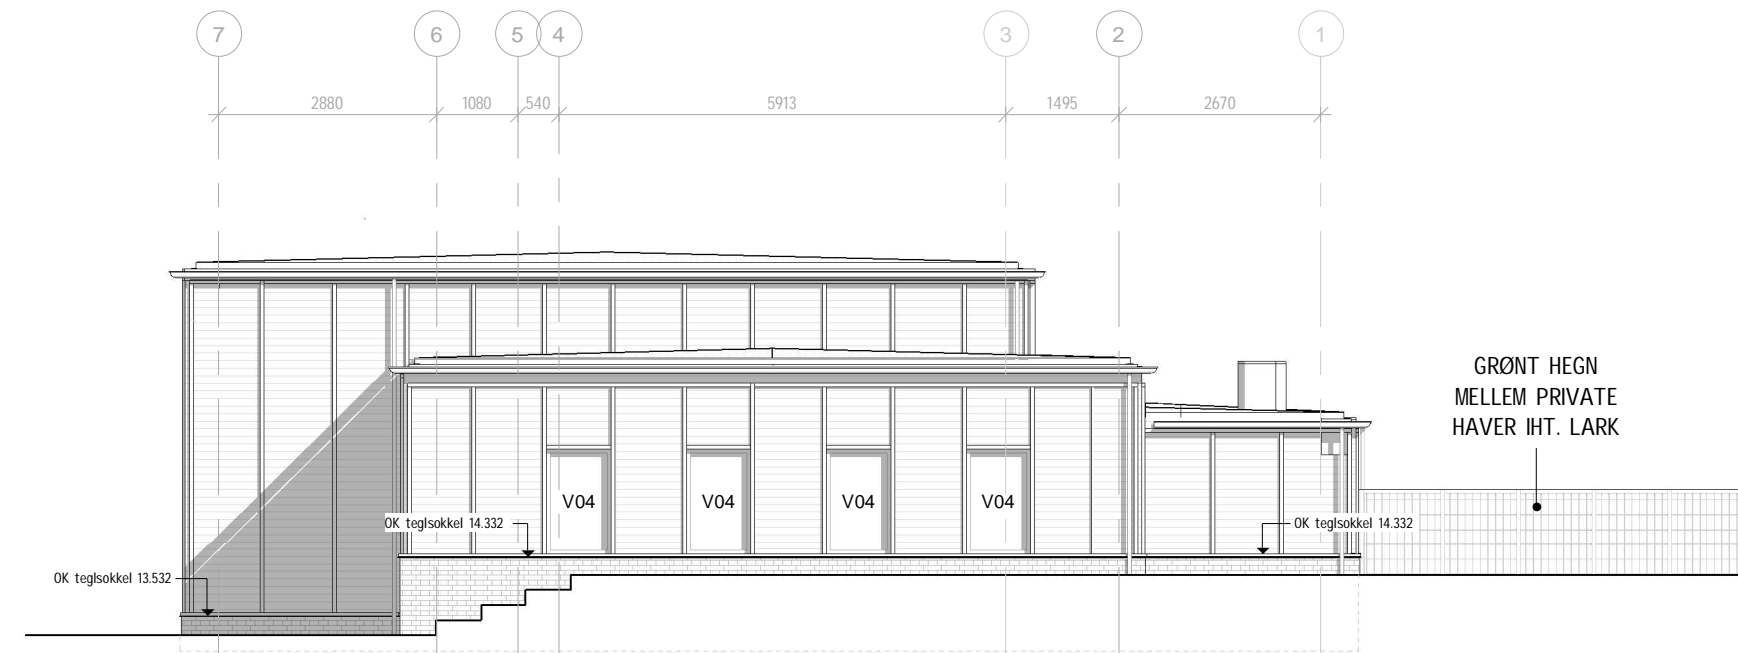 7 6 5 4 3 2 1
2880 1080 540 5913 1495 2670
GRØNT HEGN
MELLEM PRIVATE
HAVER IHT. LARK
V04 V04 V04 V04
OK teglsokkel 14.332
OK teglsokkel 14.332
OK teglsokkel 13.532